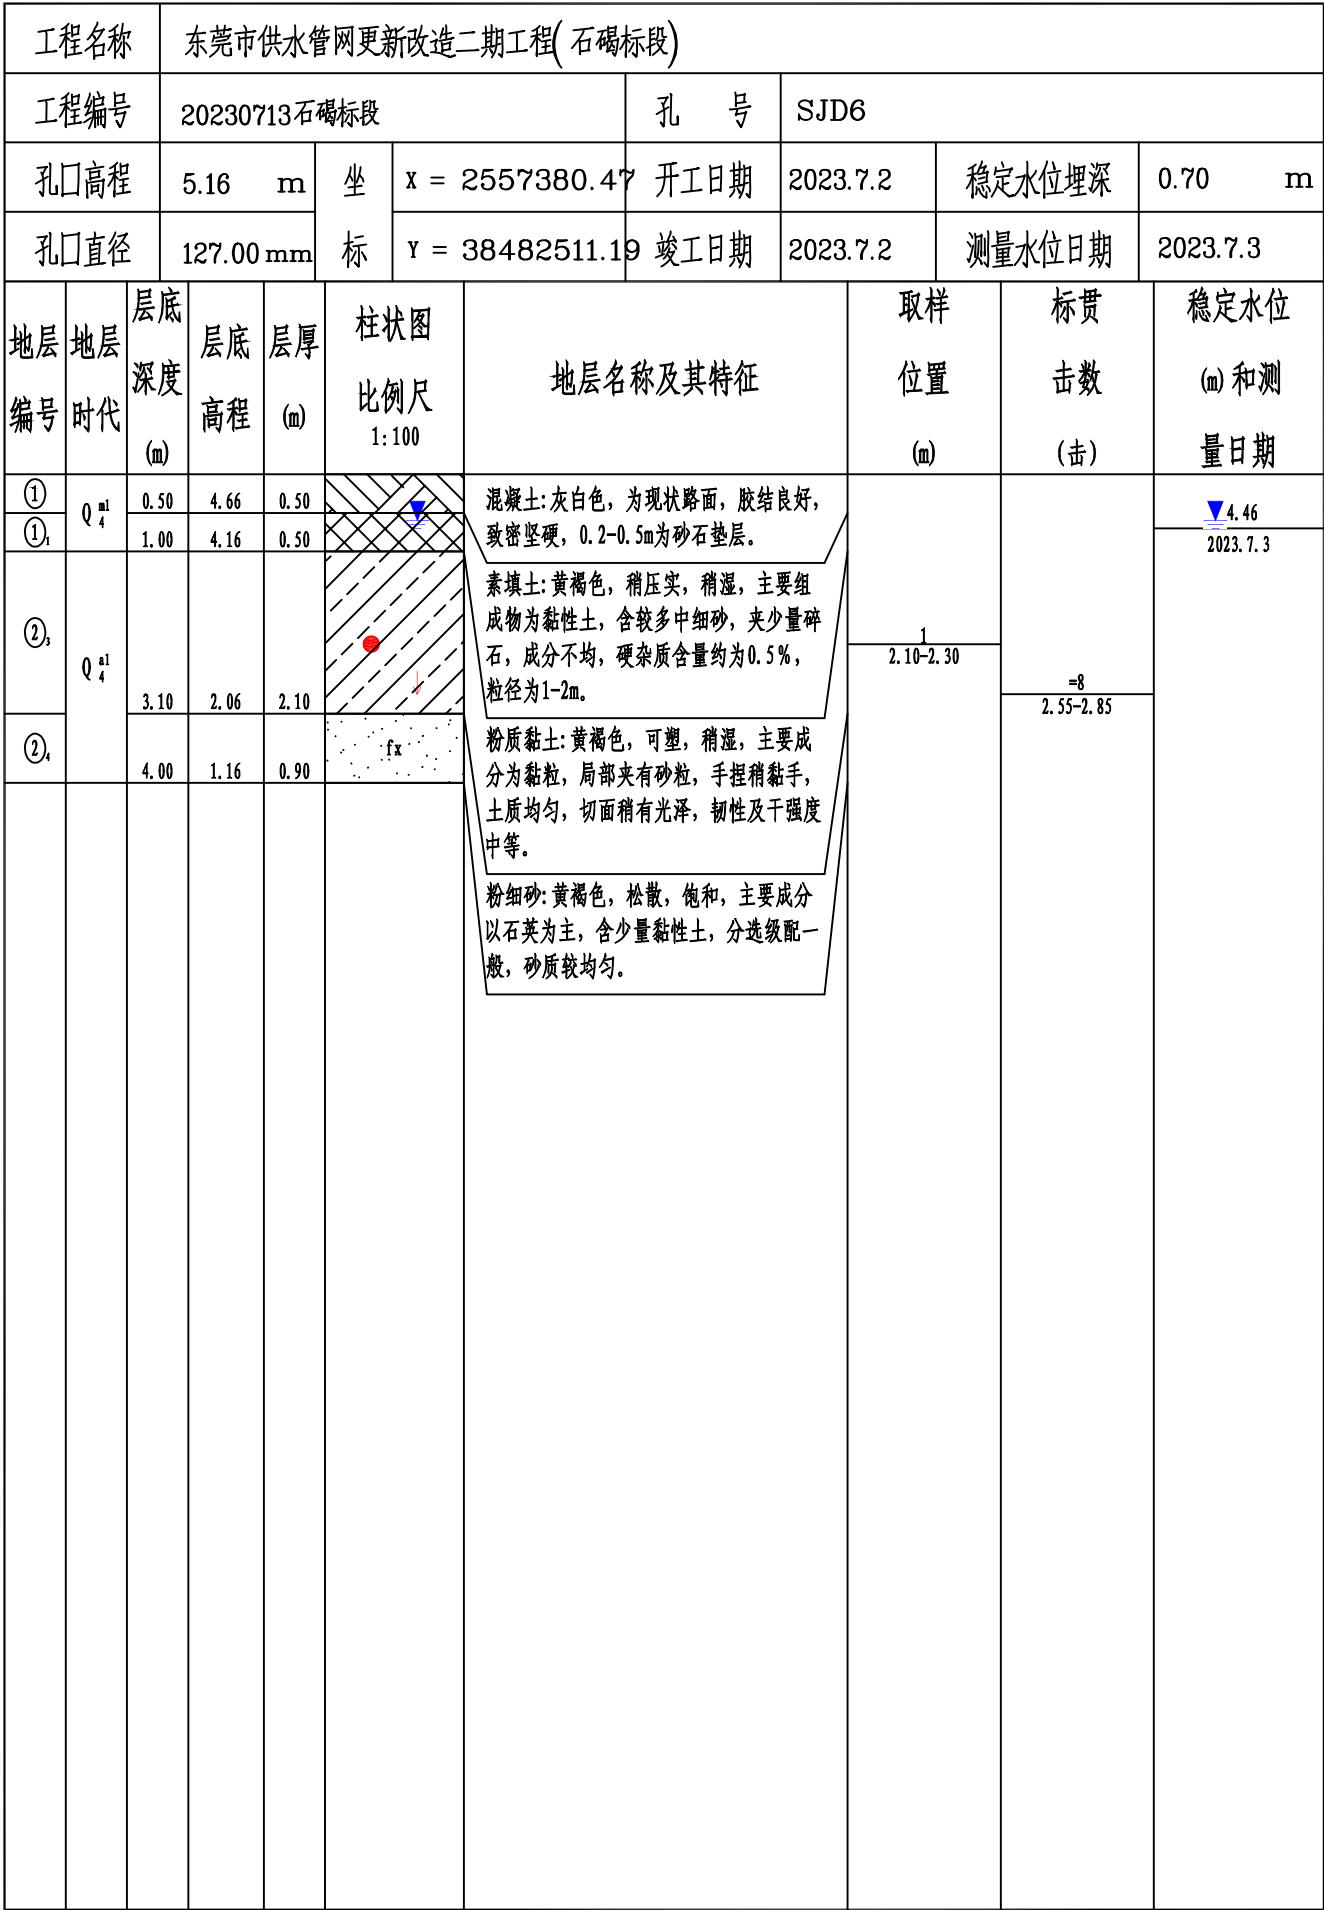 工程名称 东莞市供水管网更新改造二期工程(石碣标段)
工程编号 20230713石碣标段 孔 号 SJD6
孔口高程 5.16 m 坐 X = 2557380.47 开工日期 2023.7.2 稳定水位埋深 0.70 m
孔口直径 127.00 mm 标 Y = 38482511.19 竣工日期 2023.7.2 测量水位日期 2023.7.3
地层
编号
地层
时代
层底
深度
(m)
层底
高程
层厚
(m)
柱状图
比例尺
1:100
地层名称及其特征
取样
位置
(m)
标贯
击数
(击)
稳定水位
(m)和测
量日期
① Q4ml 0.50 4.66 0.50
①1 1.00 4.16 0.50
②3 Q4al 3.10 2.06 2.10
②4 4.00 1.16 0.90
fx
混凝土:灰白色，为现状路面，胶结良好，
致密坚硬，0.2-0.5m为砂石垫层。
素填土:黄褐色，稍压实，稍湿，主要组
成物为黏性土，含较多中细砂，夹少量碎
石，成分不均，硬杂质含量约为0.5%，
粒径为1-2m。
粉质黏土:黄褐色，可塑，稍湿，主要成
分为黏粒，局部夹有砂粒，手捏稍黏手，
土质均匀，切面稍有光泽，韧性及干强度
中等。
粉细砂:黄褐色，松散，饱和，主要成分
以石英为主，含少量黏性土，分选级配一
般，砂质较均匀。
1
2.10-2.30
=8
2.55-2.85
4.46
2023.7.3